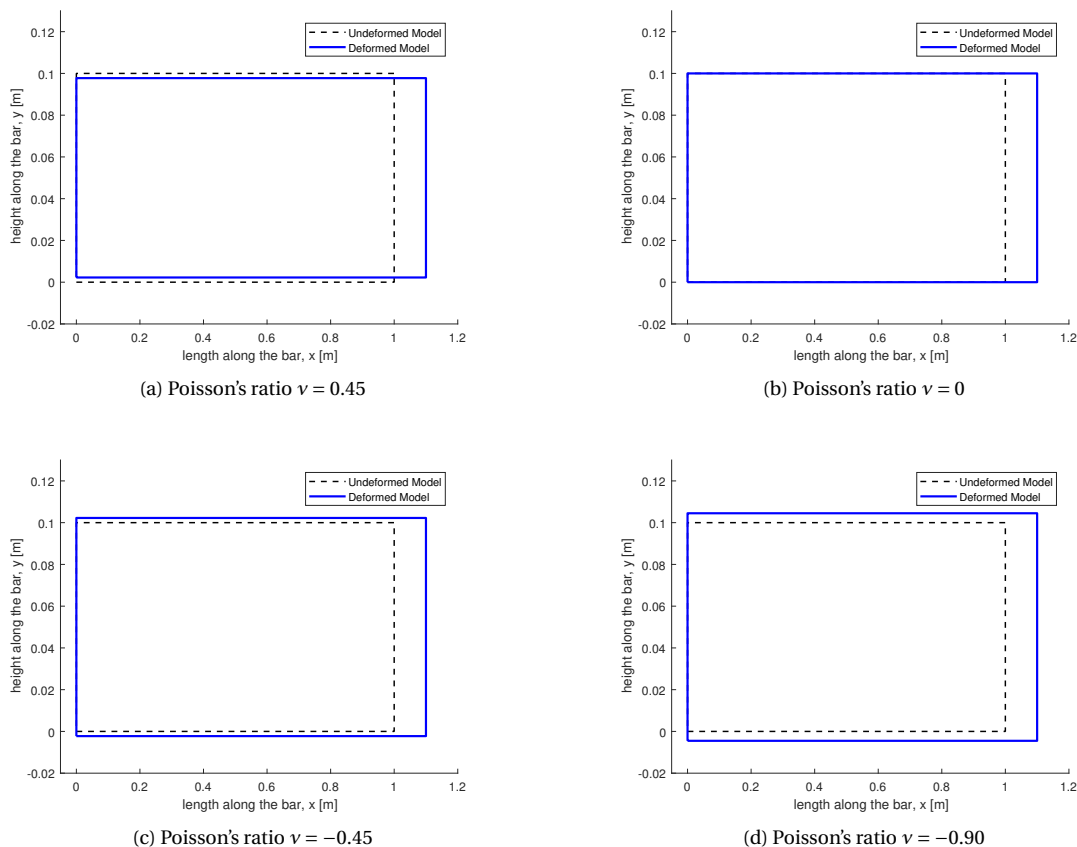 0.12
0.1
0.08
0.06
0.04
0.02
0
-0.02
height along the bar, y [m]
Undeformed Model
Deformed Model
0 0.2 0.4 0.6 0.8 1 1.2
length along the bar, x [m]
(a) Poisson’s ratio ν = 0.45
0.12
0.1
0.08
0.06
0.04
0.02
0
-0.02
height along the bar, y [m]
Undeformed Model
Deformed Model
0 0.2 0.4 0.6 0.8 1 1.2
length along the bar, x [m]
(b) Poisson’s ratio ν = 0
0.12
0.1
0.08
0.06
0.04
0.02
0
-0.02
height along the bar, y [m]
Undeformed Model
Deformed Model
0 0.2 0.4 0.6 0.8 1 1.2
length along the bar, x [m]
(c) Poisson’s ratio ν = −0.45
0.12
0.1
0.08
0.06
0.04
0.02
0
-0.02
height along the bar, y [m]
Undeformed Model
Deformed Model
0 0.2 0.4 0.6 0.8 1 1.2
length along the bar, x [m]
(d) Poisson’s ratio ν = −0.90